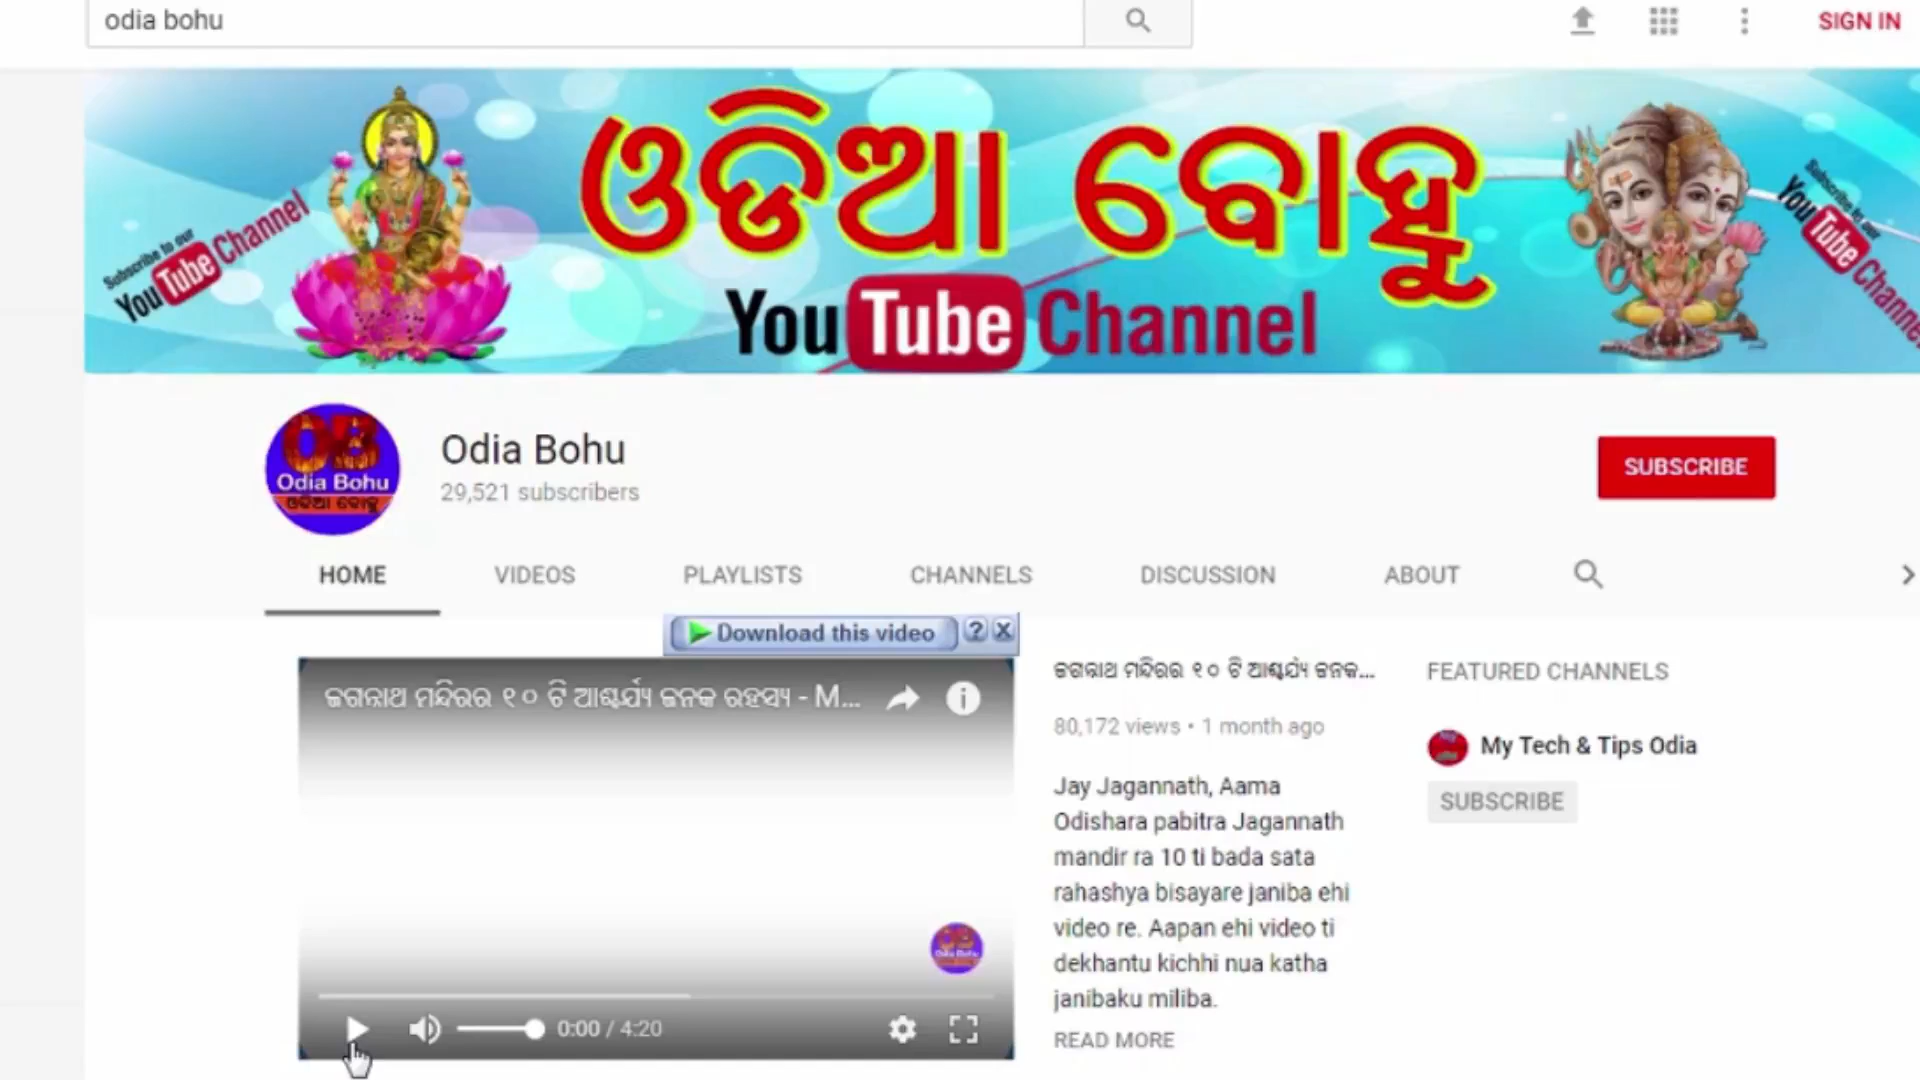 odia bohu
SIGN IN
ଓଡିଆ ବୋହୁ
Subscribe to our
YouTube Channel
YouTube Channel
Subscribe to our
YouTube Channel
OB
Odia Bohu
ଓଡିଆ ବୋହୁ
Odia Bohu
29,521 subscribers
SUBSCRIBE
HOME
VIDEOS
PLAYLISTS
CHANNELS
DISCUSSION
ABOUT
Download this video
?
X
ଜଗନ୍ନାଥ ମନ୍ଦିରର ୧୦ ଟି ଆଶ୍ଚର୍ଯ୍ୟ ଜନକ ରହସ୍ୟ - M...
0:00 / 4:20
ଜଗନ୍ନାଥ ମନ୍ଦିରର ୧୦ ଟି ଆଶ୍ଚର୍ଯ୍ୟ ଜନକ...
80,172 views • 1 month ago
Jay Jagannath, Aama
Odishara pabitra Jagannath
mandir ra 10 ti bada sata
rahashya bisayare janiba ehi
video re. Aapan ehi video ti
dekhantu kichhi nua katha
janibaku miliba.
READ MORE
FEATURED CHANNELS
My Tech & Tips Odia
SUBSCRIBE